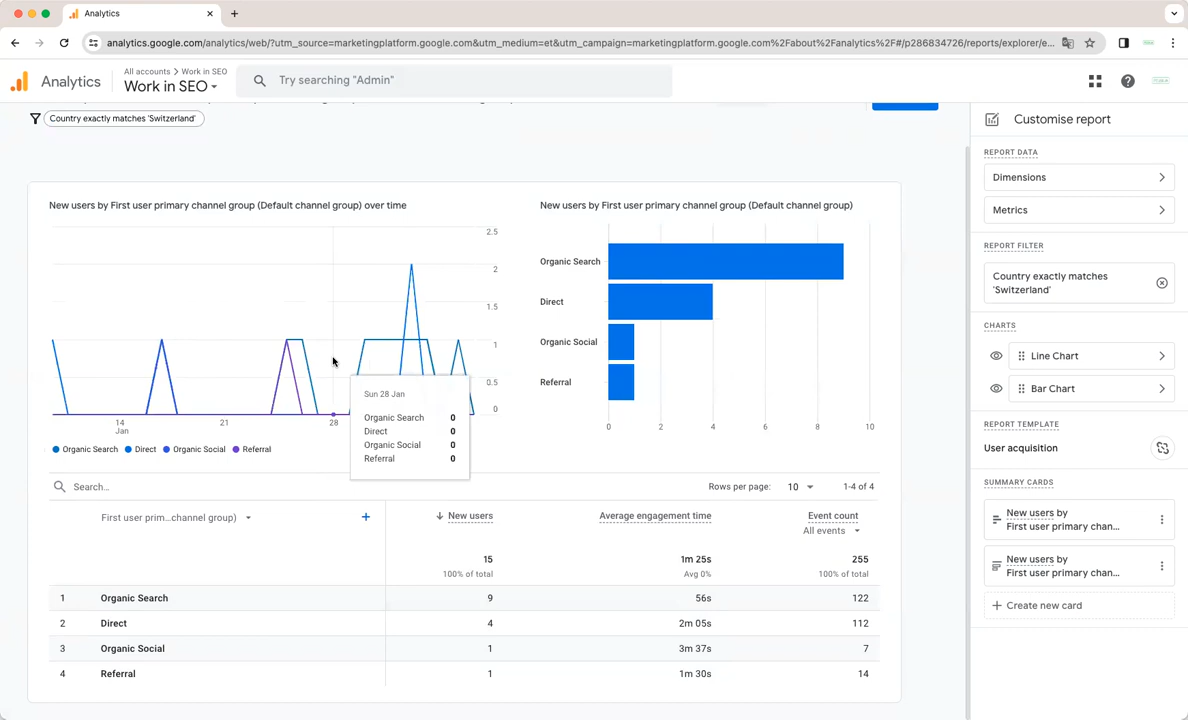 Analytics
analytics.google.com/analytics/web/?utm_source=marketingplatform.google.com&utm_medium=et&utm_campaign=marketingplatform.google.com%2Fabout%2Fanalytics%2F#/p286834726/reports/explorer/e...
Analytics
All accounts > Work in SEO
Work in SEO
Try searching "Admin"
Country exactly matches 'Switzerland'
Customise report
REPORT DATA
Dimensions
Metrics
REPORT FILTER
Country exactly matches
'Switzerland'
CHARTS
Line Chart
Bar Chart
REPORT TEMPLATE
User acquisition
SUMMARY CARDS
New users by
First user primary chan...
New users by
First user primary chan...
+ Create new card
New users by First user primary channel group (Default channel group) over time
2.5
2
1.5
1
0.5
0
14
Jan
21
28
Organic Search Direct Organic Social Referral
Sun 28 Jan
Organic Search 0
Direct 0
Organic Social 0
Referral 0
New users by First user primary channel group (Default channel group)
Organic Search
Direct
Organic Social
Referral
0 2 4 6 8 10
Search...
Rows per page: 10 1-4 of 4
First user prim...channel group) + New users Average engagement time Event count
All events
15 1m 25s 255
100% of total Avg 0% 100% of total
1 Organic Search 9 56s 122
2 Direct 4 2m 05s 112
3 Organic Social 1 3m 37s 7
4 Referral 1 1m 30s 14